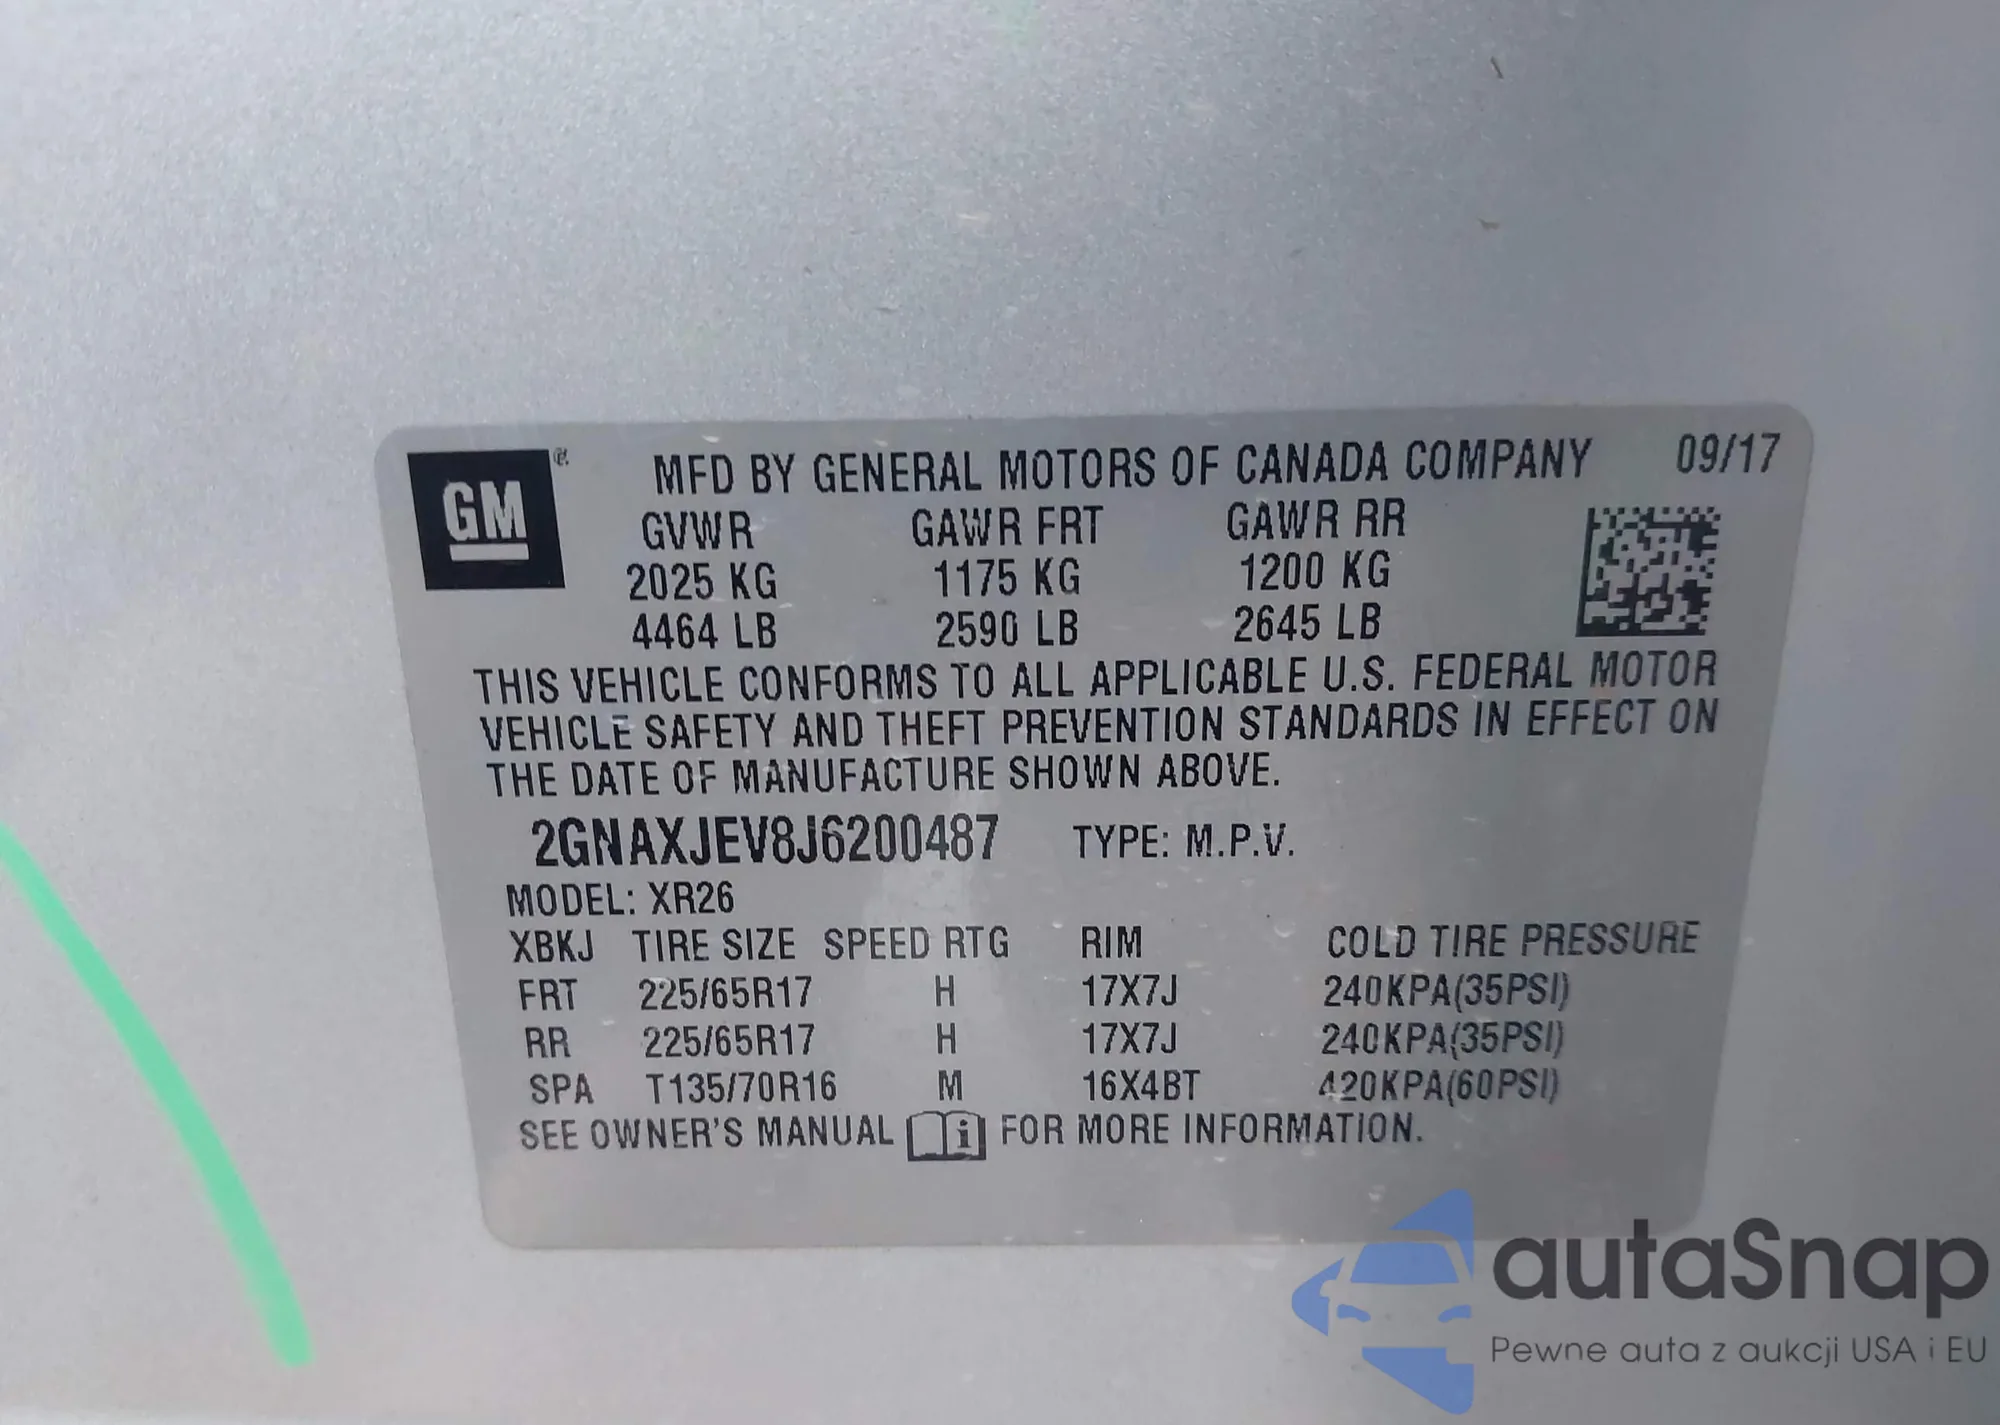 GM
MFD BY GENERAL MOTORS OF CANADA COMPANY 09/17
GVWR GAWR FRT GAWR RR
2025 KG 1175 KG 1200 KG
4464 LB 2590 LB 2645 LB
THIS VEHICLE CONFORMS TO ALL APPLICABLE U.S. FEDERAL MOTOR
VEHICLE SAFETY AND THEFT PREVENTION STANDARDS IN EFFECT ON
THE DATE OF MANUFACTURE SHOWN ABOVE.
2GNAXJEV8J6200487 TYPE: M.P.V.
MODEL: XR26
XBKJ TIRE SIZE SPEED RTG RIM COLD TIRE PRESSURE
FRT 225/65R17 H 17X7J 240KPA(35PSI)
RR 225/65R17 H 17X7J 240KPA(35PSI)
SPA T135/70R16 M 16X4BT 420KPA(60PSI)
SEE OWNER'S MANUAL i FOR MORE INFORMATION.
autaSnap
Pewne auta z aukcji USA i EU